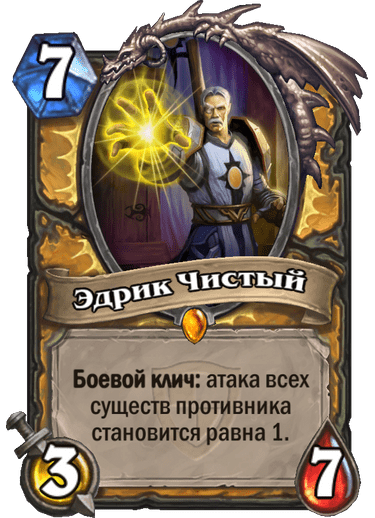 7
Эдрик Чистый
Боевой клич: атака всех
существ противника
становится равна 1.
3
7